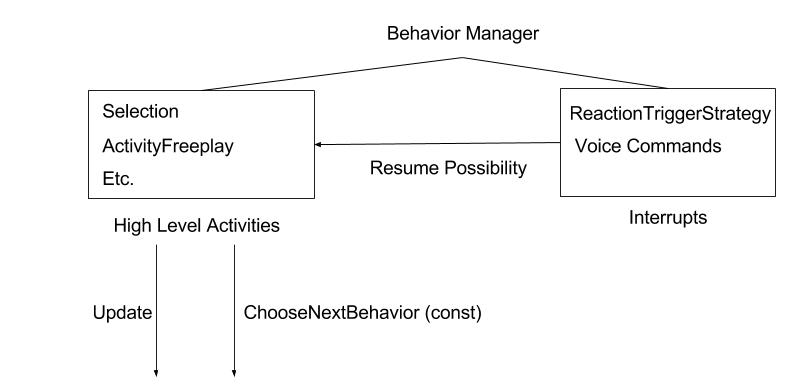 Behavior Manager
Selection
ActivityFreeplay
Etc.
ReactionTriggerStrategy
Voice Commands
Resume Possibility
High Level Activities
Interrupts
Update
ChooseNextBehavior (const)